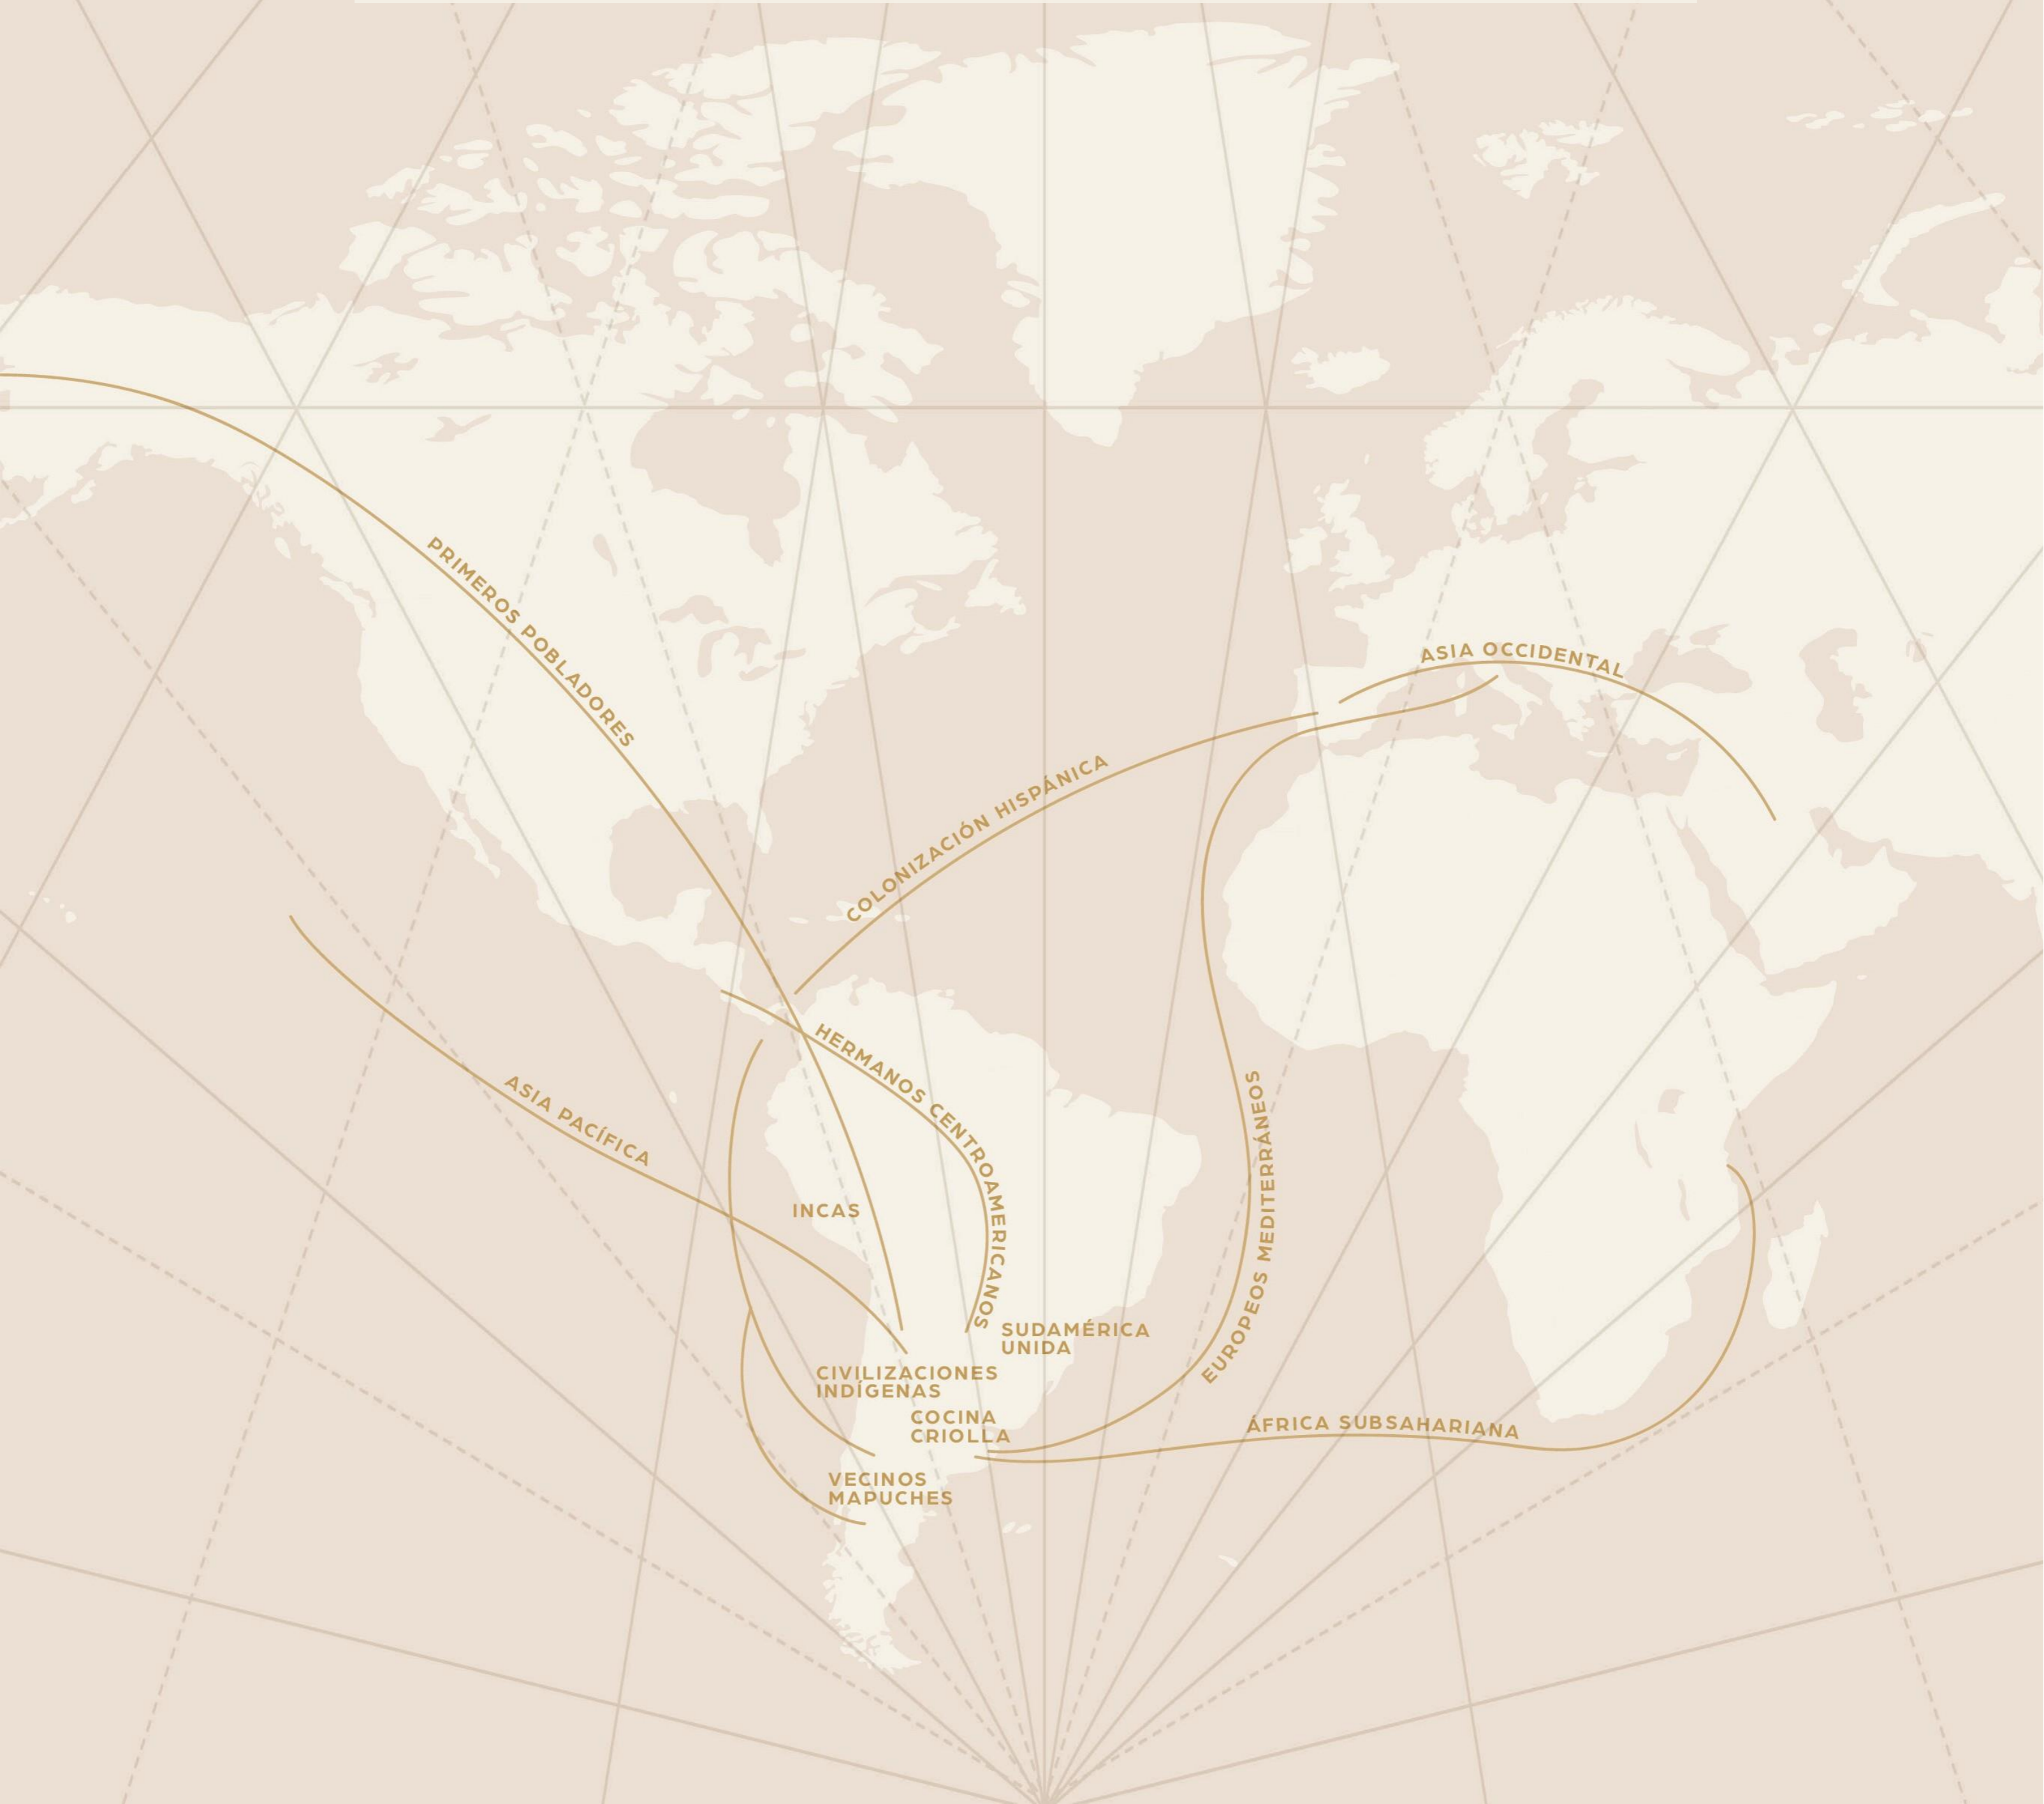 PRIMEROS POBLADORES
ASIA OCCIDENTAL
COLONIZACIÓN HISPÁNICA
HERMANOS CENTROAMERICANOS
ASIA PACÍFICA
EUROPEOS MEDITERRÁNEOS
INCAS
SUDAMÉRICA
UNIDA
CIVILIZACIONES
INDÍGENAS
COCINA
CRIOLLA
ÁFRICA SUBSAHARIANA
VECINOS
MAPUCHES